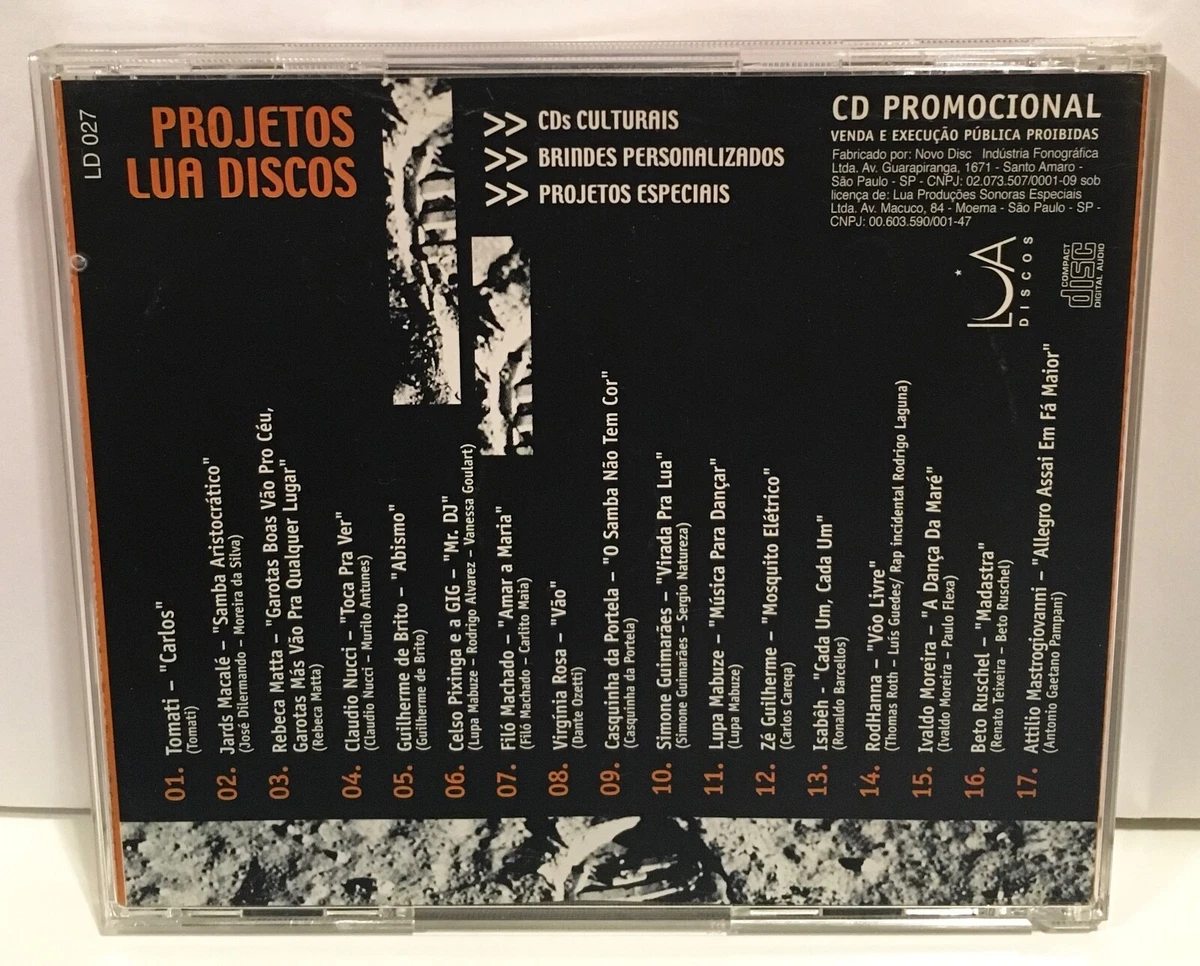 LD 027
PROJETOS
LUA DISCOS
>> CDs CULTURAIS
>> BRINDES PERSONALIZADOS
>> PROJETOS ESPECIAIS
CD PROMOCIONAL
VENDA E EXECUÇÃO PÚBLICA PROIBIDAS
Fabricado por: Novo Disc Indústria Fonográfica
Ltda. Av. Guarapiranga, 1671 - Santo Amaro -
São Paulo - SP - CNPJ: 02.073.507/0001-09 sob
licença de: Lua Produções Sonoras Especiais
Ltda. Av. Macuco, 84 - Moema - São Paulo - SP -
CNPJ: 00.603.590/001-47
LUA
DISCOS
COMPACT
disc
DIGITAL AUDIO
01. Tomati – "Carlos"
(Tomati)
02. Jards Macalé – "Samba Aristocrático"
(José Dilermando – Moreira da Silva)
03. Rebeca Matta – "Garotas Boas Vão Pro Céu,
Garotas Más Vão Pra Qualquer Lugar"
(Rebeca Matta)
04. Claudio Nucci – "Toca Pra Ver"
(Claudio Nucci – Murilo Antunes)
05. Guilherme de Brito – "Abismo"
(Guilherme de Brito)
06. Celso Pixinga e a GIG – "Mr. DJ"
(Lupa Mabuze – Rodrigo Alvarez – Vanessa Goulart)
07. Filó Machado – "Amar a Maria"
(Filó Machado – Carlito Maia)
08. Virgínia Rosa – "Vão"
(Dante Ozzetti)
09. Casquinha da Portela – "O Samba Não Tem Cor"
(Casquinha da Portela)
10. Simone Guimarães – "Virada Pra Lua"
(Simone Guimarães – Sergio Natureza)
11. Lupa Mabuze – "Música Para Dançar"
(Lupa Mabuze)
12. Zé Guilherme – "Mosquito Elétrico"
(Carlos Careqa)
13. Isabêh - "Cada Um, Cada Um"
(Ronaldo Barcellos)
14. RodHanna – "Vôo Livre"
(Thomas Roth – Luis Guedes/ Rap incidental Rodrigo Laguna)
15. Ivaldo Moreira – "A Dança Da Maré"
(Ivaldo Moreira – Paulo Flexa)
16. Beto Ruschel – "Madastra"
(Renato Teixeira – Beto Ruschel)
17. Attilio Mastrogiovanni – "Allegro Assai Em Fá Maior"
(Antonio Gaetano Pampani)